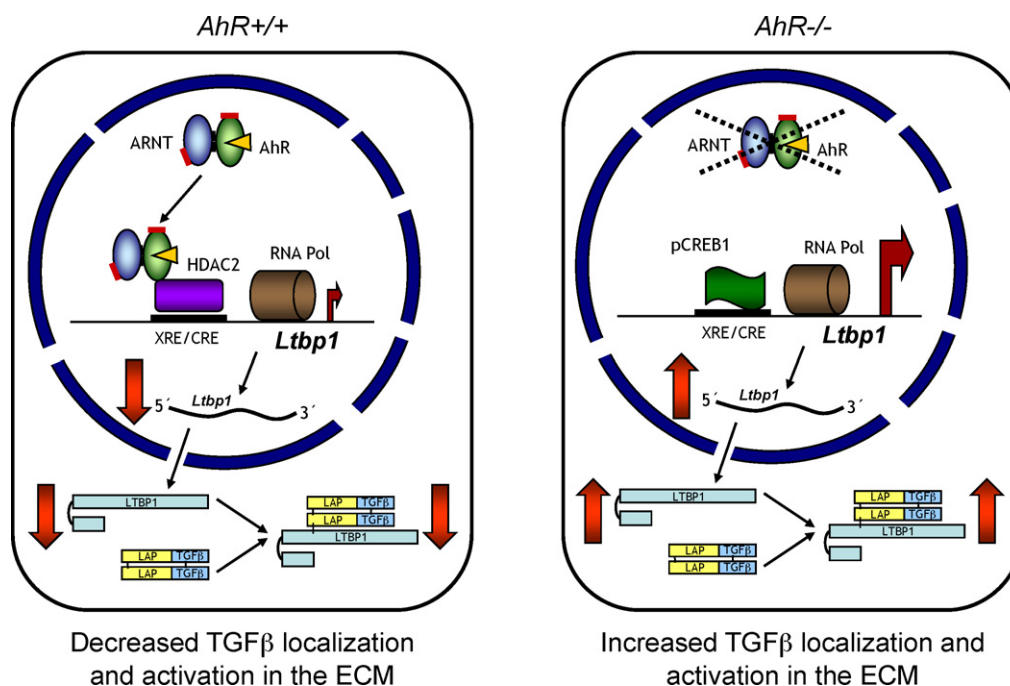 AhR+/+
ARNT
AhR
HDAC2
RNA Pol
XRE/CRE
Ltbp1
5´ Ltbp1 3´
LTBP1
LAP TGFβ
LAP TGFβ
LAP TGFβ
LAP TGFβ
LTBP1
Decreased TGFβ localization
and activation in the ECM
AhR-/-
ARNT
AhR
pCREB1
RNA Pol
XRE/CRE
Ltbp1
5´ Ltbp1 3´
LTBP1
LAP TGFβ
LAP TGFβ
LAP TGFβ
LAP TGFβ
LTBP1
Increased TGFβ localization and
activation in the ECM